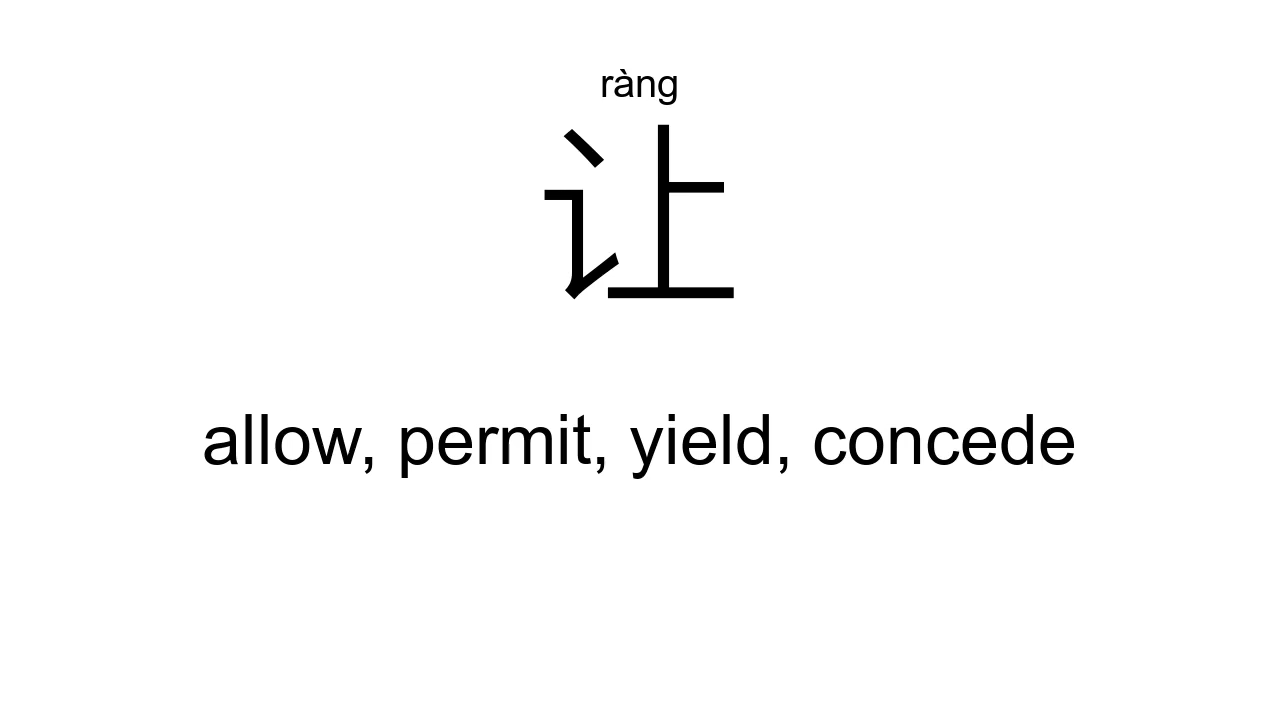 ràng
让
allow, permit, yield, concede